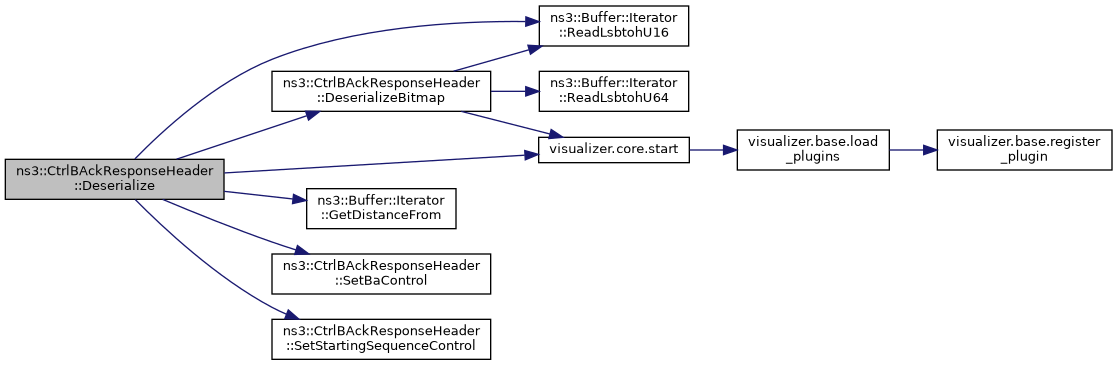 ns3::Buffer::Iterator
::ReadLsbtohU16
ns3::CtrlBAckResponseHeader
::DeserializeBitmap
ns3::Buffer::Iterator
::ReadLsbtohU64
visualizer.core.start
visualizer.base.load
_plugins
visualizer.base.register
_plugin
ns3::CtrlBAckResponseHeader
::Deserialize
ns3::Buffer::Iterator
::GetDistanceFrom
ns3::CtrlBAckResponseHeader
::SetBaControl
ns3::CtrlBAckResponseHeader
::SetStartingSequenceControl